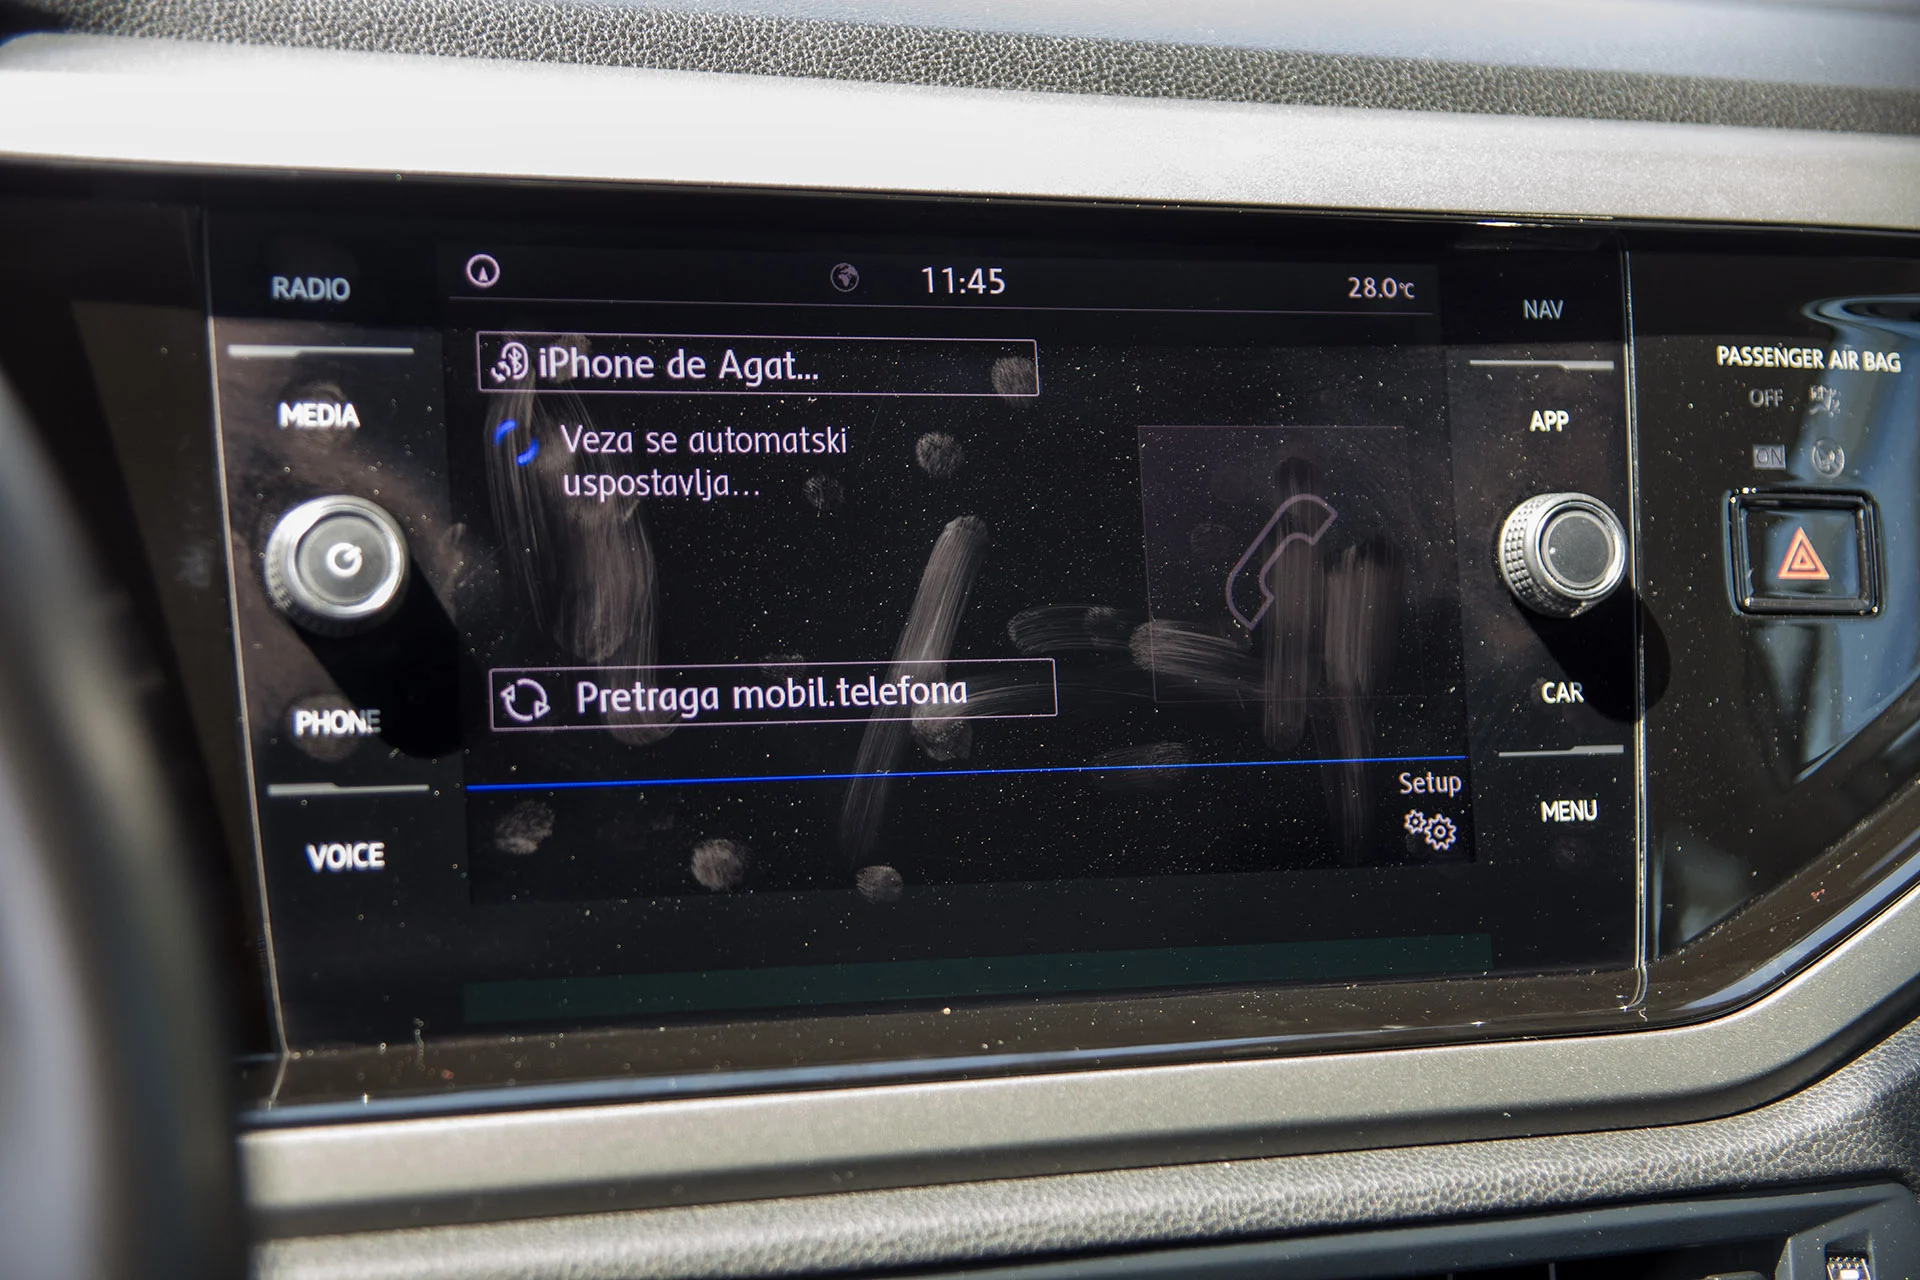 RADIO
MEDIA
PHONE
VOICE
11:45
28.0°C
iPhone de Agat...
Veza se automatski
uspostavlja...
Pretraga mobil.telefona
Setup
NAV
APP
CAR
MENU
PASSENGER AIR BAG
OFF
ON